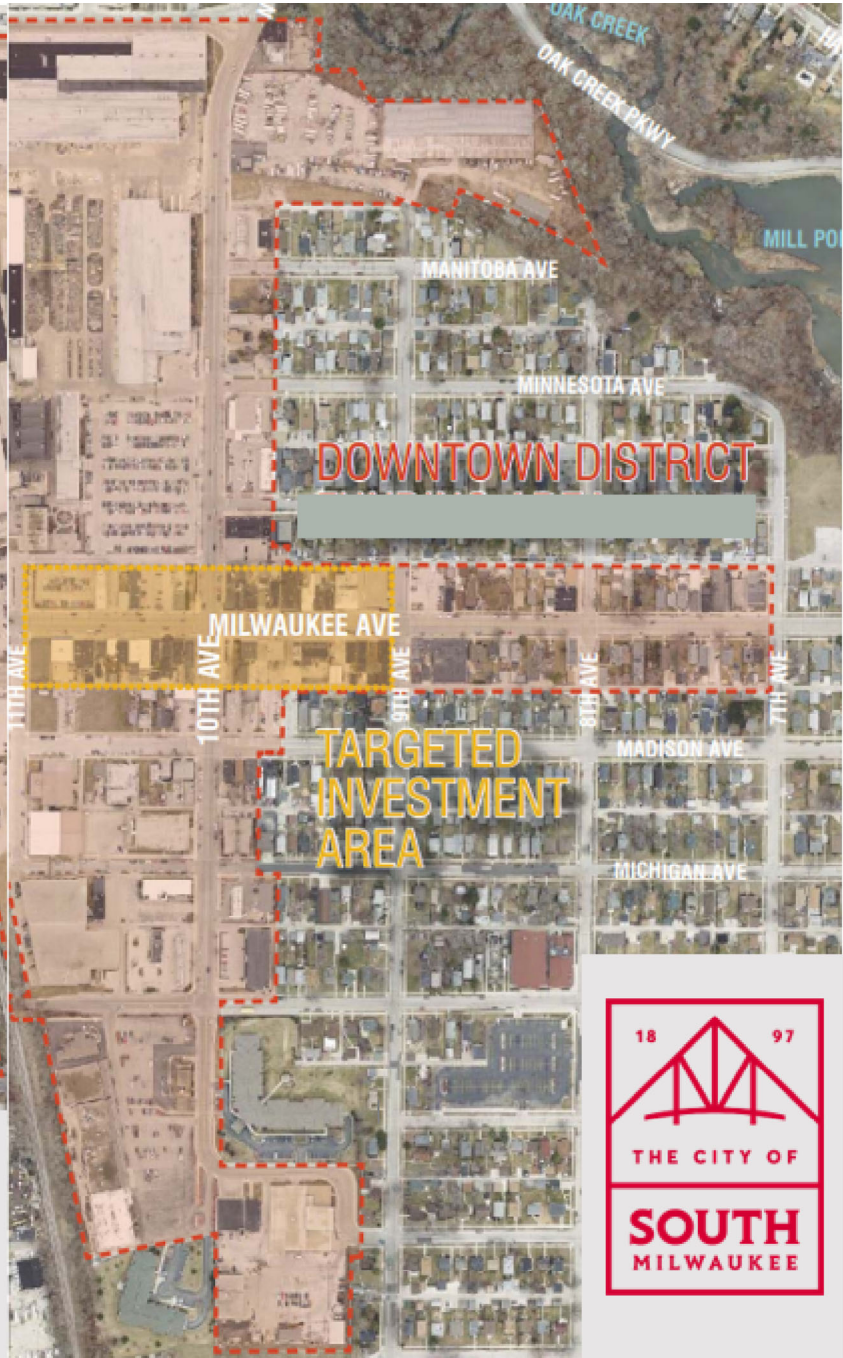 OAK CREEK
OAK CREEK PKWY
MILL PO
MANITOBA AVE
MINNESOTA AVE
DOWNTOWN DISTRICT
MILWAUKEE AVE
11TH AVE
10TH AVE
9TH AVE
8TH AVE
7TH AVE
MADISON AVE
TARGETED
INVESTMENT
AREA
MICHIGAN AVE
18 97
THE CITY OF
SOUTH
MILWAUKEE